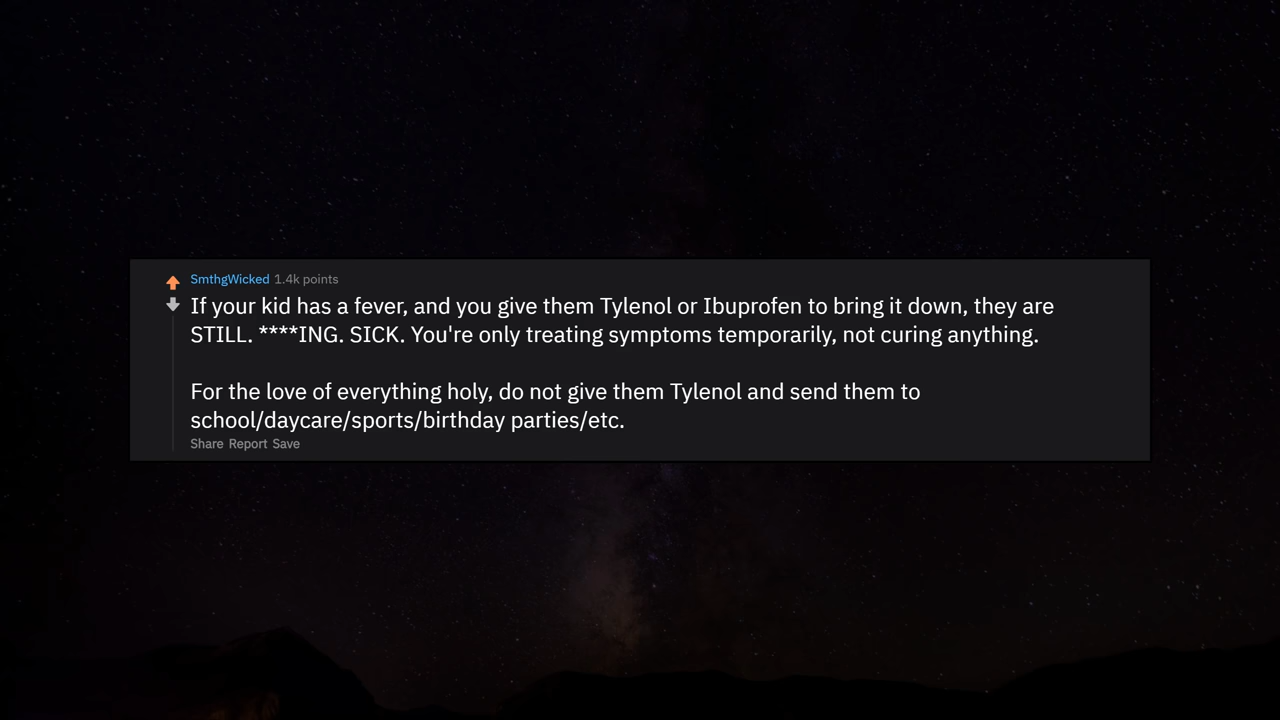 SmthgWicked 1.4k points
If your kid has a fever, and you give them Tylenol or Ibuprofen to bring it down, they are
STILL. ****ING. SICK. You're only treating symptoms temporarily, not curing anything.
For the love of everything holy, do not give them Tylenol and send them to
school/daycare/sports/birthday parties/etc.
Share Report Save